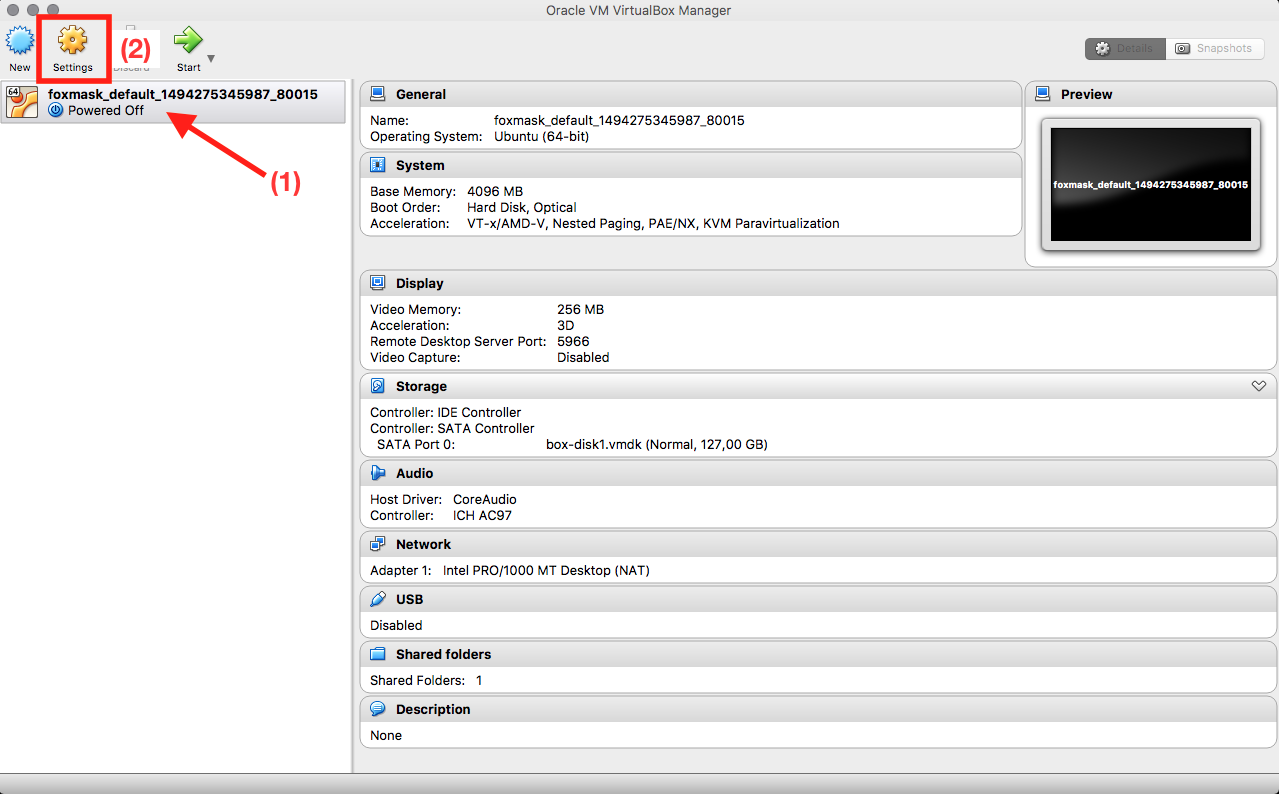 Oracle VM VirtualBox Manager
New
Settings
(2)
Discard
Start
Details
Snapshots
64
foxmask_default_1494275345987_80015
Powered Off
(1)
General
Name: foxmask_default_1494275345987_80015
Operating System: Ubuntu (64-bit)
Preview
foxmask_default_1494275345987_80015
System
Base Memory: 4096 MB
Boot Order: Hard Disk, Optical
Acceleration: VT-x/AMD-V, Nested Paging, PAE/NX, KVM Paravirtualization
Display
Video Memory: 256 MB
Acceleration: 3D
Remote Desktop Server Port: 5966
Video Capture: Disabled
Storage
Controller: IDE Controller
Controller: SATA Controller
SATA Port 0: box-disk1.vmdk (Normal, 127,00 GB)
Audio
Host Driver: CoreAudio
Controller: ICH AC97
Network
Adapter 1: Intel PRO/1000 MT Desktop (NAT)
USB
Disabled
Shared folders
Shared Folders: 1
Description
None